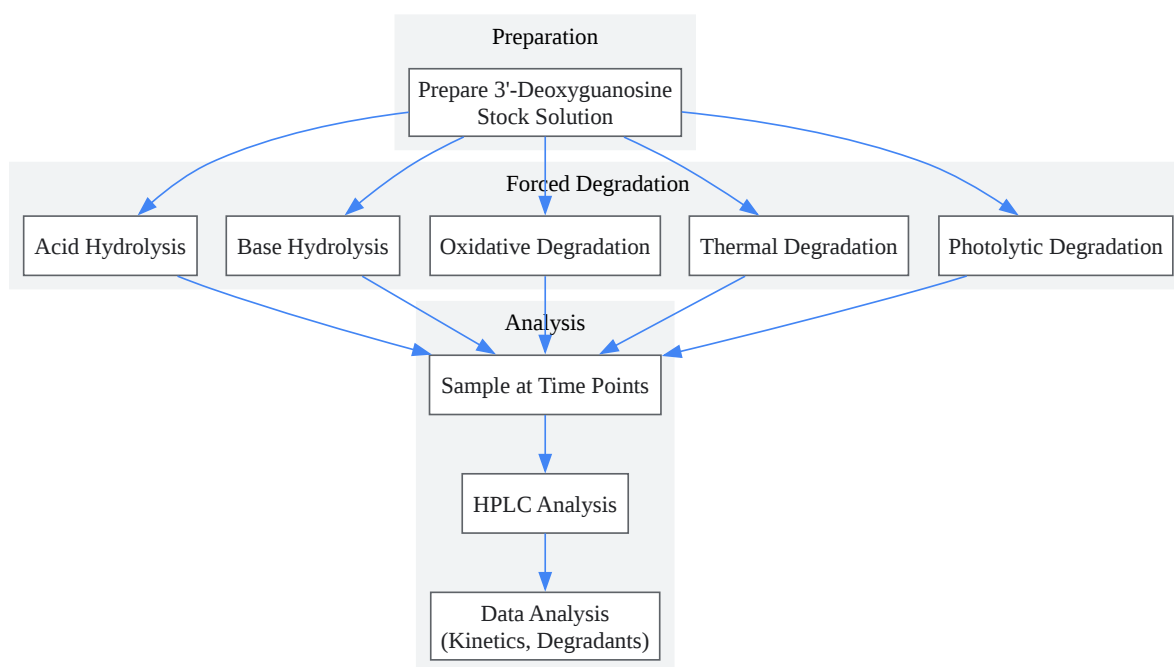 Preparation
Prepare 3'-Deoxyguanosine
Stock Solution
Forced Degradation
Acid Hydrolysis
Base Hydrolysis
Oxidative Degradation
Thermal Degradation
Photolytic Degradation
Analysis
Sample at Time Points
HPLC Analysis
Data Analysis
(Kinetics, Degradants)